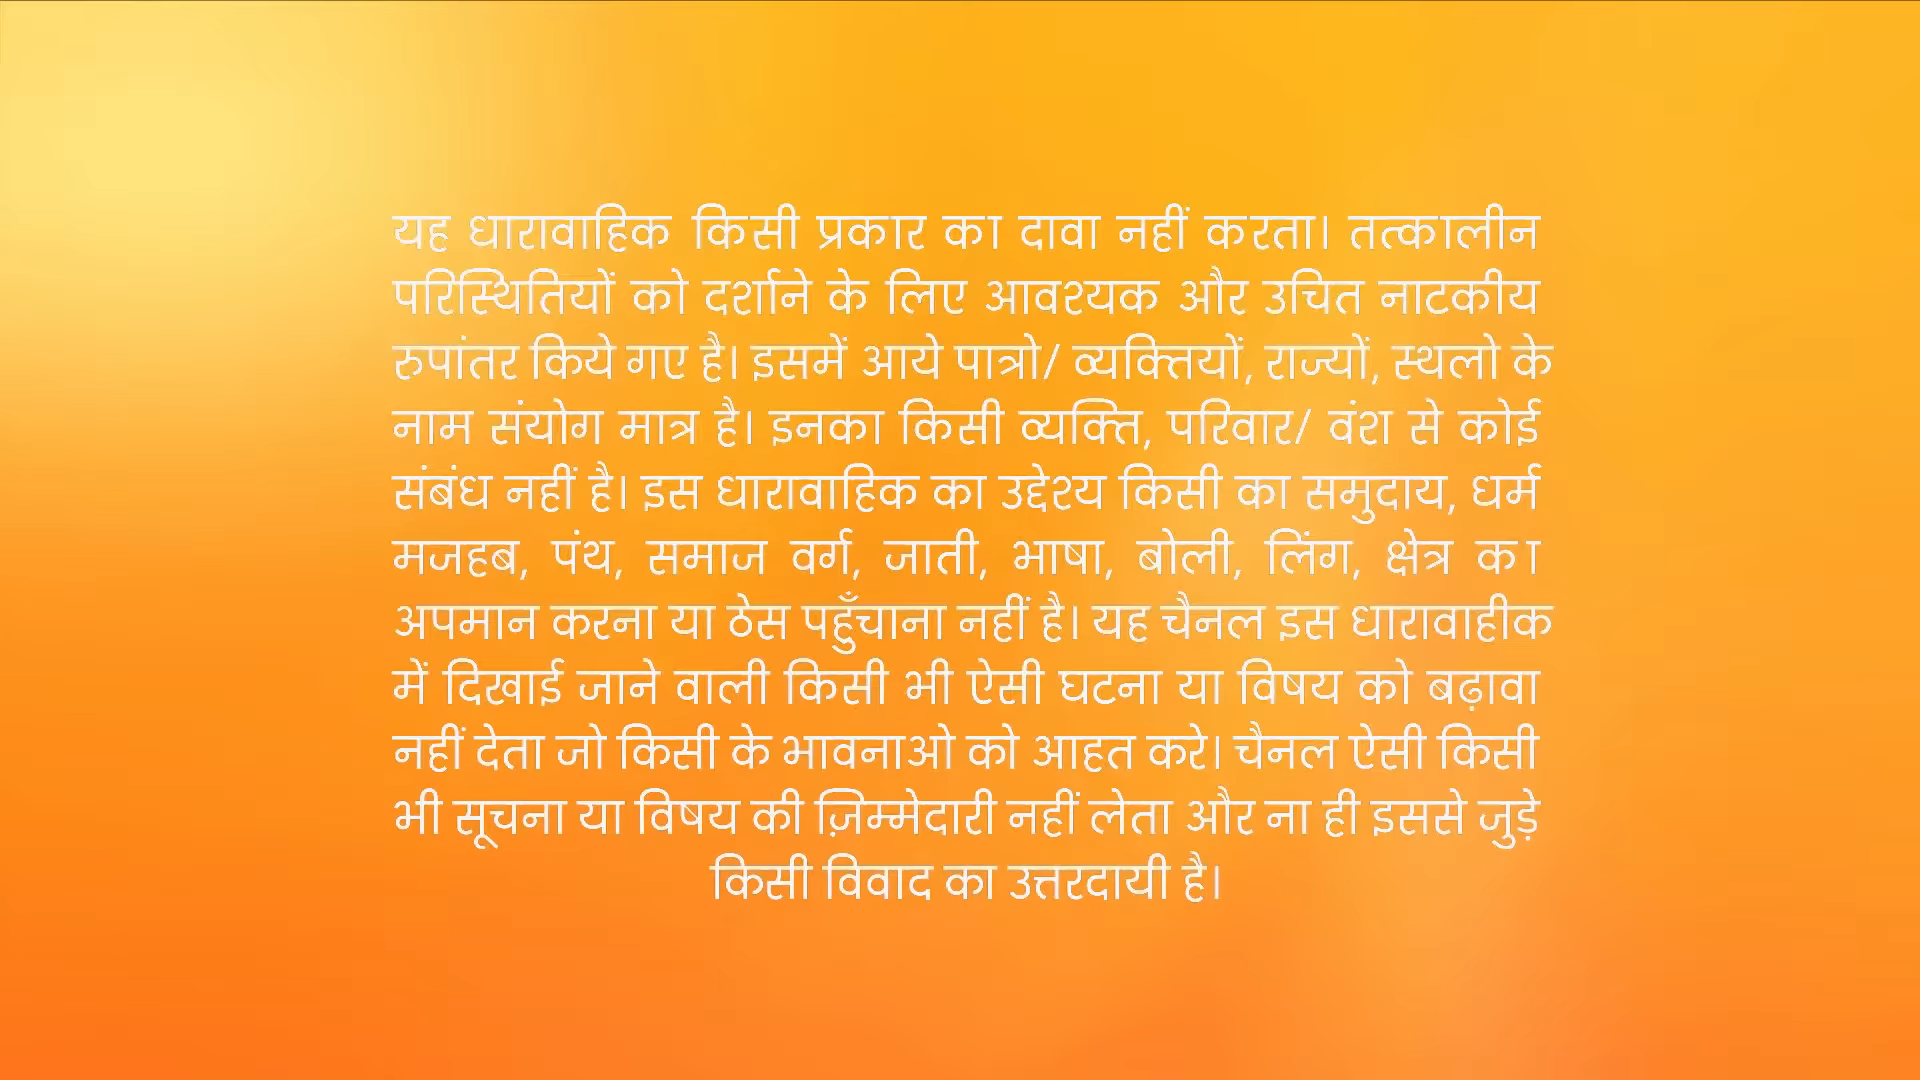 यह धारावाहिक किसी प्रकार का दावा नहीं करता। तत्कालीन
परिस्थितियों को दर्शाने के लिए आवश्यक और उचित नाटकीय
रुपांतर किये गए है। इसमें आये पात्रो/ व्यक्तियों, राज्यों, स्थलो के
नाम संयोग मात्र है। इनका किसी व्यक्ति, परिवार/ वंश से कोई
संबंध नहीं है। इस धारावाहिक का उद्देश्य किसी का समुदाय, धर्म
मजहब, पंथ, समाज वर्ग, जाती, भाषा, बोली, लिंग, क्षेत्र का
अपमान करना या ठेस पहुँचाना नहीं है। यह चैनल इस धारावाहीक
में दिखाई जाने वाली किसी भी ऐसी घटना या विषय को बढ़ावा
नहीं देता जो किसी के भावनाओ को आहत करे। चैनल ऐसी किसी
भी सूचना या विषय की ज़िम्मेदारी नहीं लेता और ना ही इससे जुड़े
किसी विवाद का उत्तरदायी है।